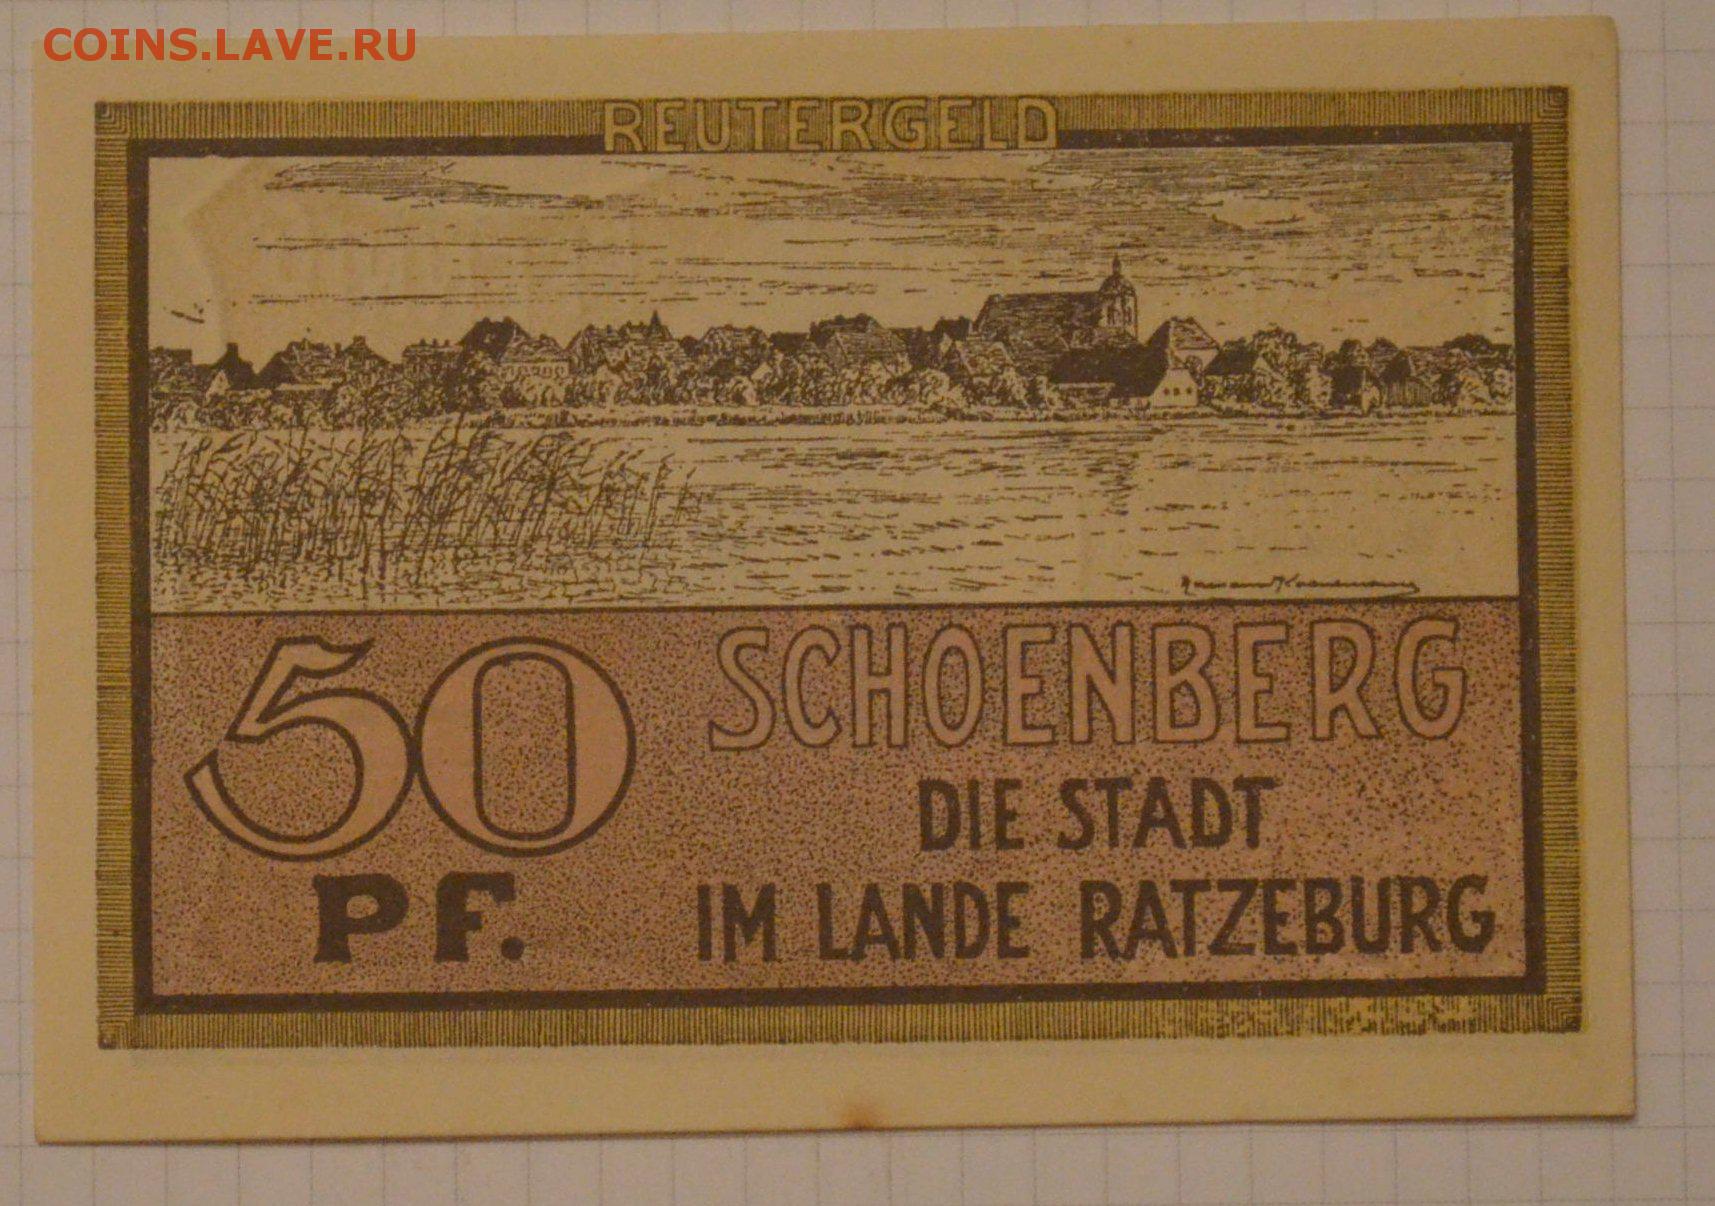 COINS.LAVE.RU
REUTERGELD
50 PF.
SCHOENBERG
DIE STADT
IM LANDE RATZEBURG